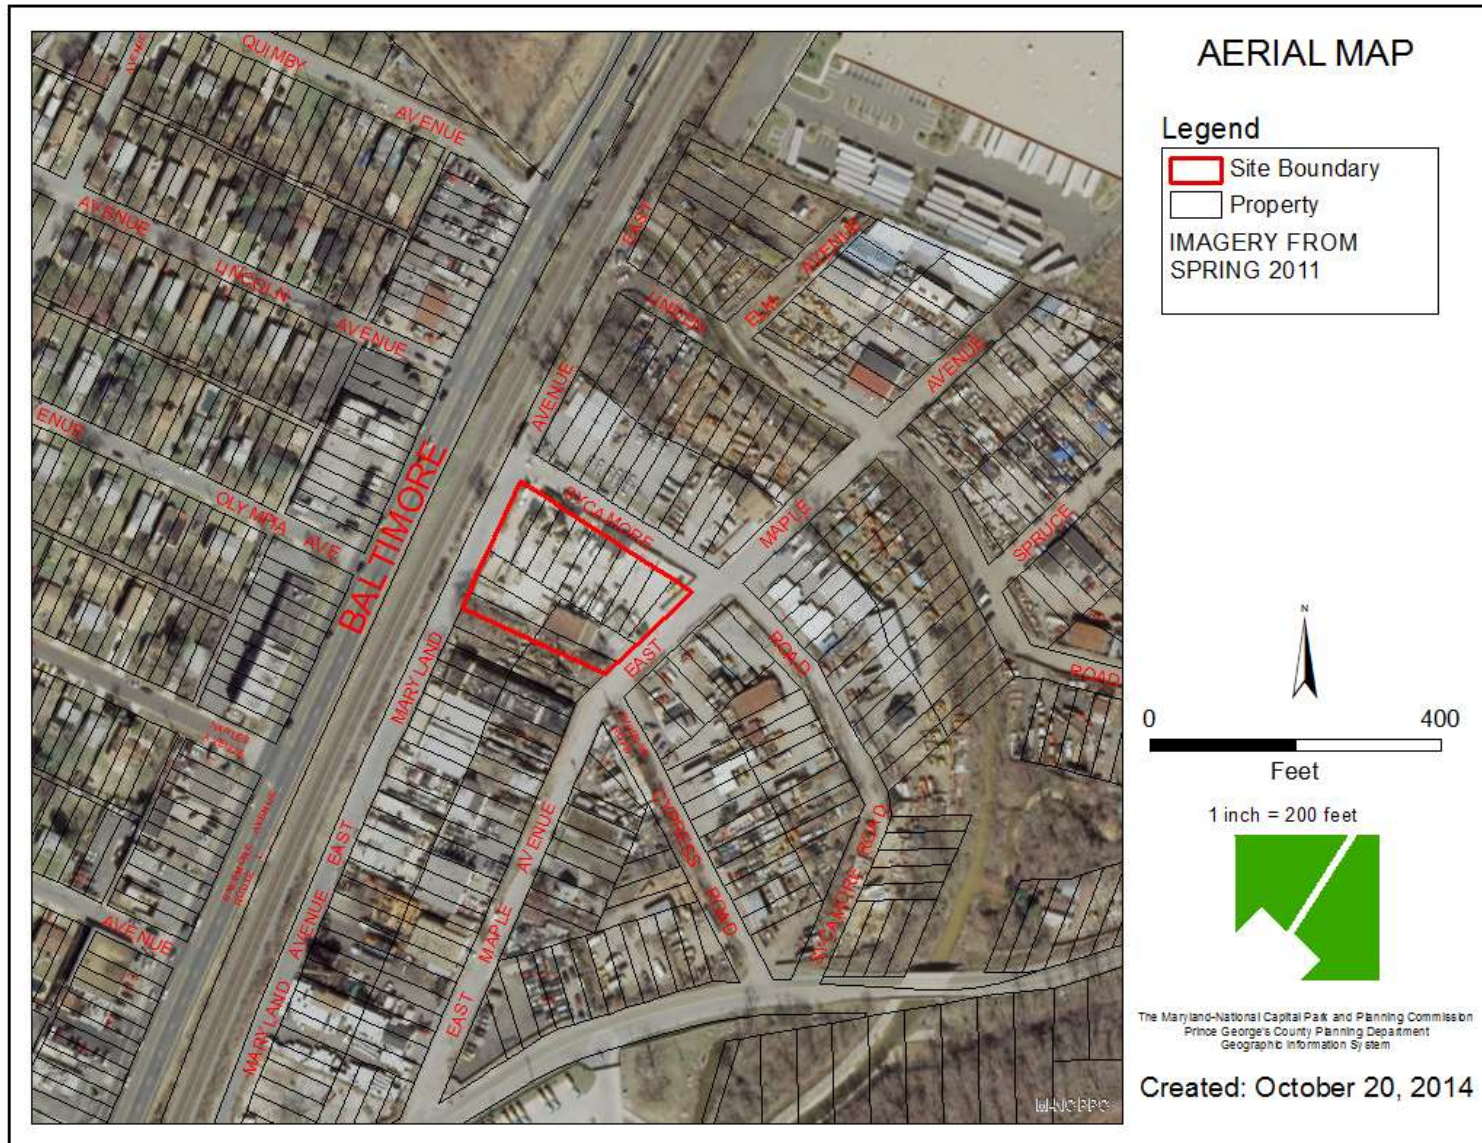 AERIAL MAP
Legend
Site Boundary
Property
IMAGERY FROM
SPRING 2011
N
0 400
Feet
1 inch = 200 feet
The Maryland-National Capital Park and Planning Commission
Prince George's County Planning Department
Geographic Information System
Created: October 20, 2014
QUIMBY
AVENUE
AVENUE
AVENUE
LINCOLN
AVENUE
ENUE
OLYMPIA
AVE
BALTIMORE
EAST
AVENUE
LINDEN
ELM
AVENUE
AVENUE
MAPLE
SYCAMORE
SPRUCE
ROAD
EAST
ROAD
MARYLAND
CYPRESS
ROAD
SYCAMORE ROAD
AVENUE
MAPLE
EAST
EAST
AVENUE
MARYLAND
AVENUE
M-NCPPC